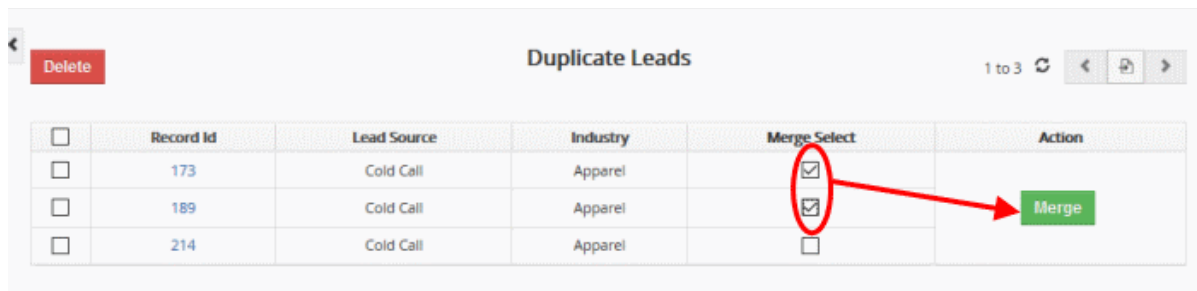 Duplicate Leads
Delete
1 to 3
Record Id Lead Source Industry Merge Select Action
173 Cold Call Apparel
189 Cold Call Apparel Merge
214 Cold Call Apparel